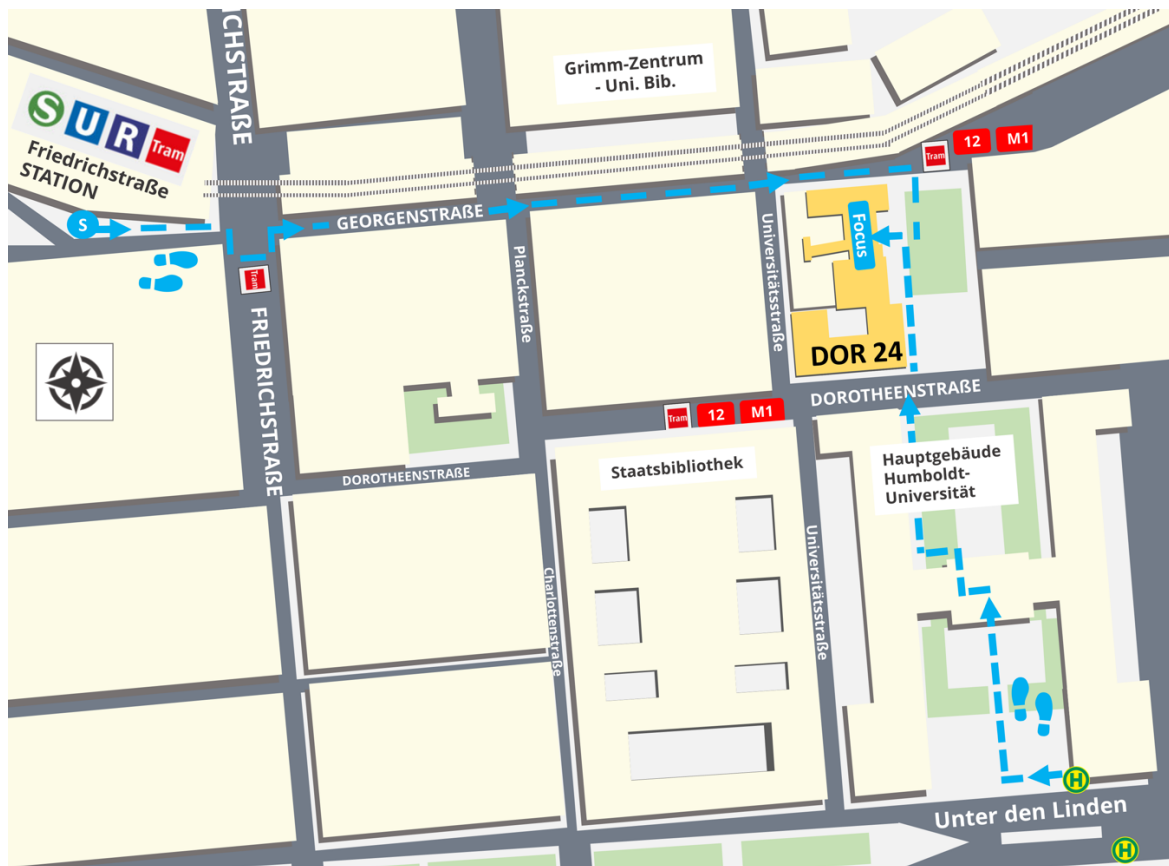 CHSTRAßE
Grimm-Zentrum
- Uni. Bib.
S U R Tram
Friedrichstraße
STATION
12 M1
Tram
S
GEORGENSTRAßE
Focus
Tram
Planckstraße
Universitätsstraße
FRIEDRICHSTRAßE
DOR 24
DOROTHEENSTRAßE
Tram 12 M1
DOROTHEENSTRAßE
Staatsbibliothek
Hauptgebäude
Humboldt-
Universität
Charlottenstraße
Universitätsstraße
H
Unter den Linden
H